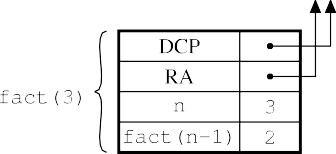 DCP
RA
fact(3)
n 3
fact(n-1) 2